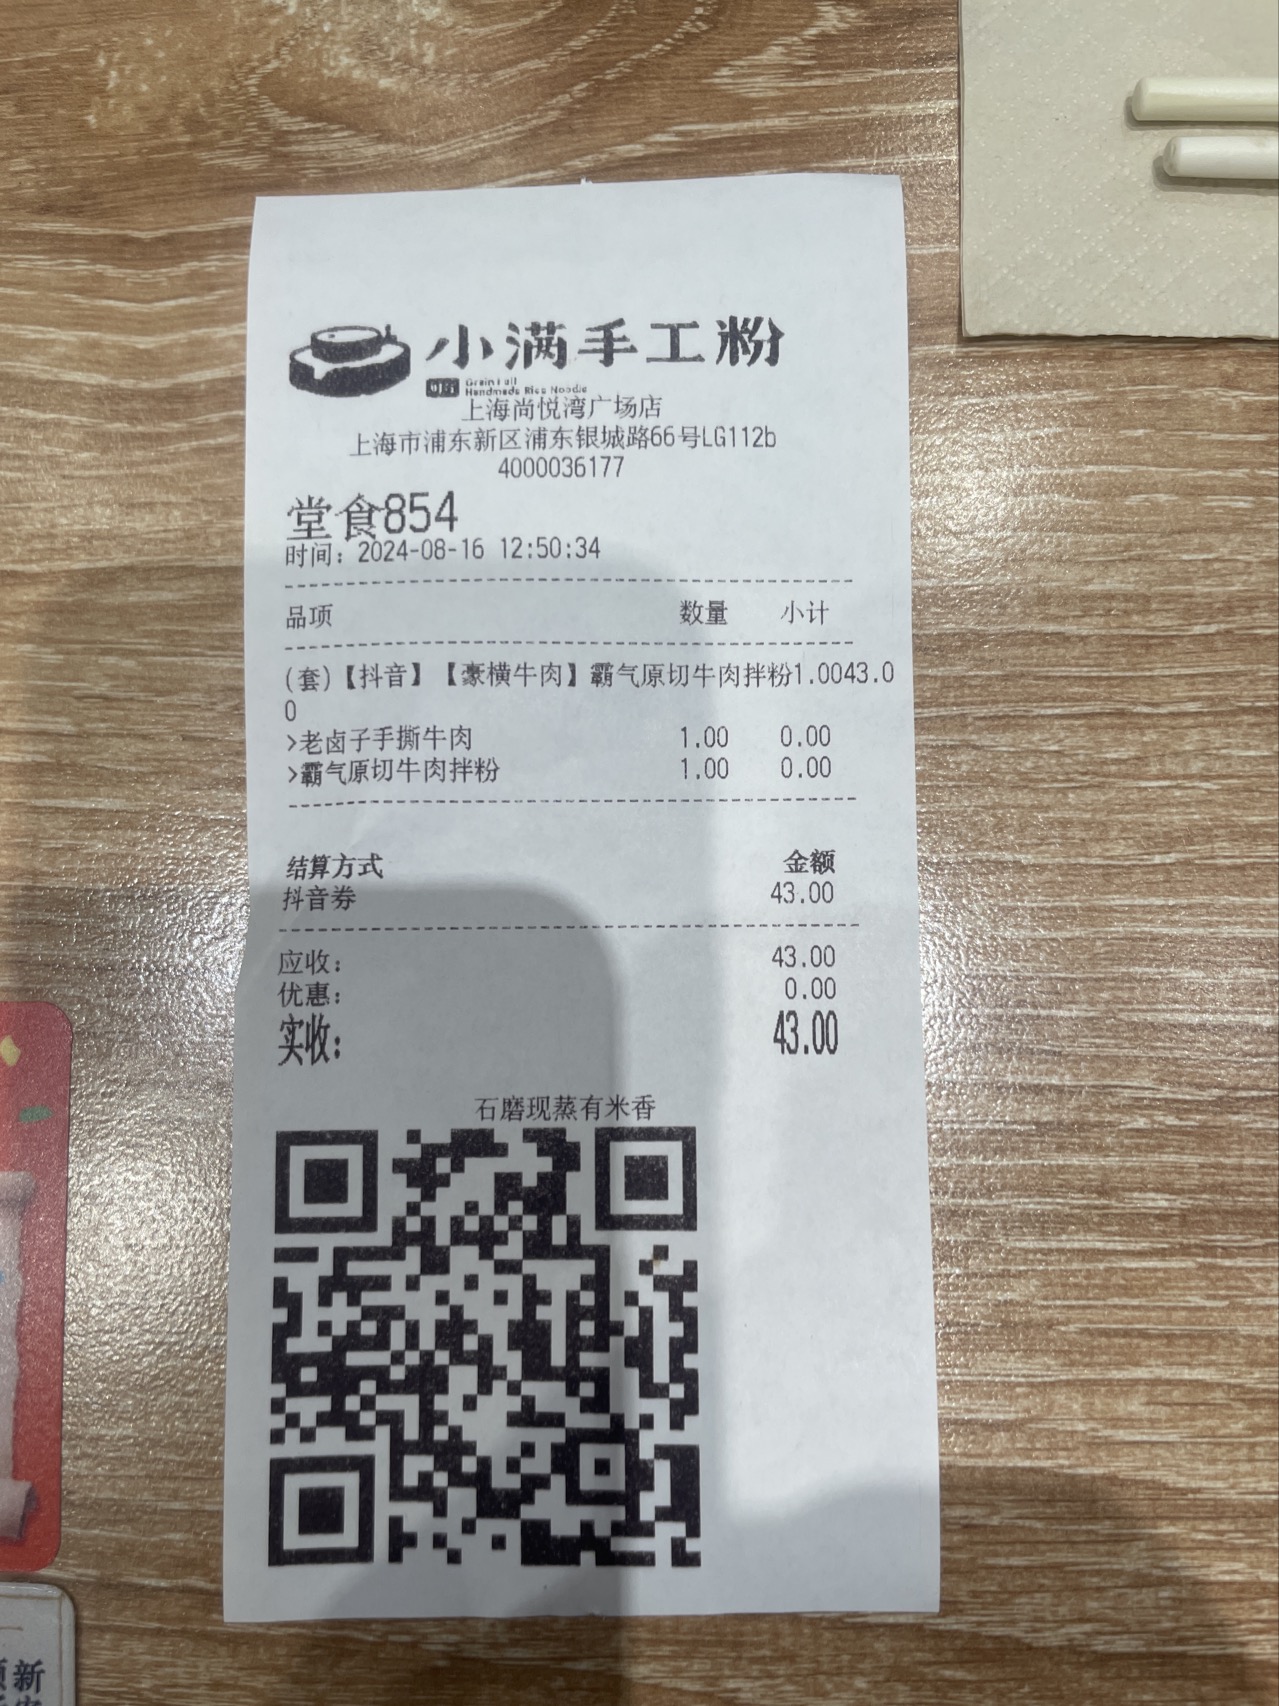 小满手工粉
Grain Full
Handmade Rice Noodle
上海尚悦湾广场店
上海市浦东新区浦东银城路66号LG112b
4000036177
堂食854
时间：2024-08-16 12:50:34
品项 数量 小计
(套)【抖音】【豪横牛肉】霸气原切牛肉拌粉1.0043.0
0
>老卤子手撕牛肉 1.00 0.00
>霸气原切牛肉拌粉 1.00 0.00
结算方式 金额
抖音券 43.00
应收： 43.00
优惠： 0.00
实收： 43.00
石磨现蒸有米香
新